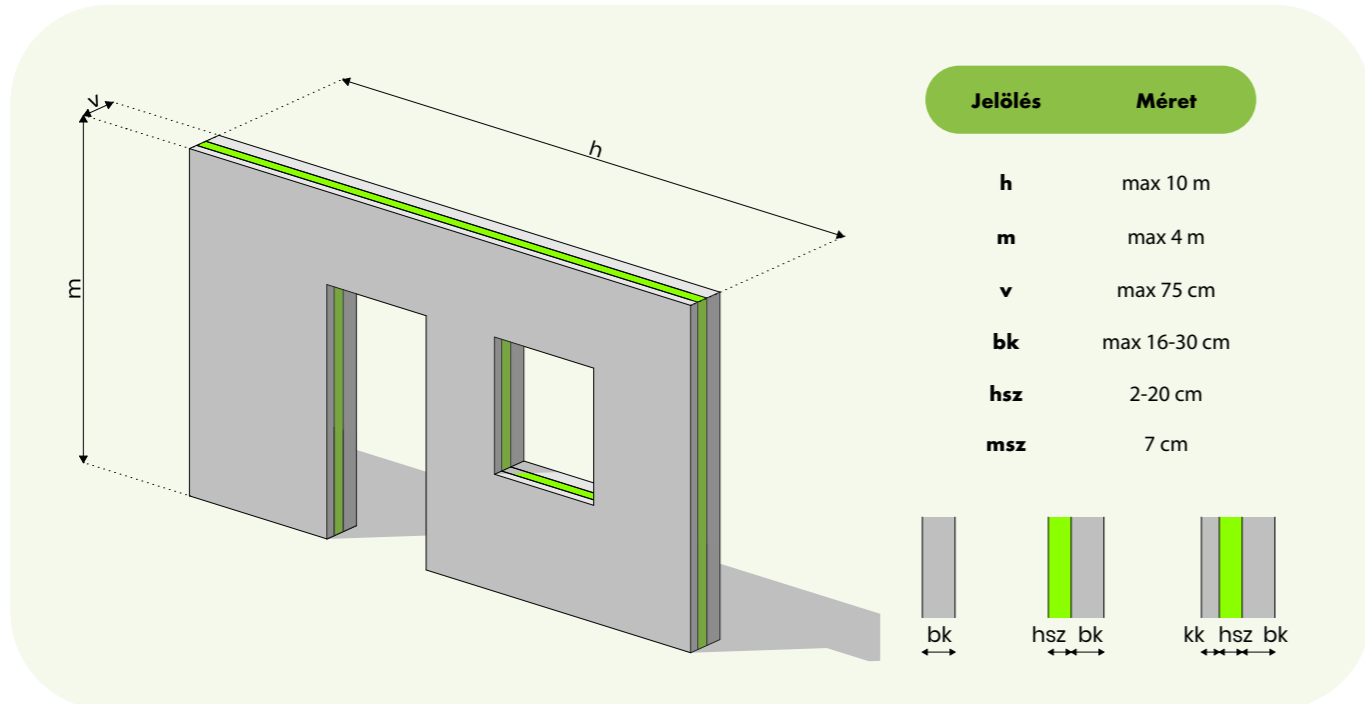 v
h
m
Jelölés Méret
h max 10 m
m max 4 m
v max 75 cm
bk max 16-30 cm
hsz 2-20 cm
msz 7 cm
bk
hsz bk
kk hsz bk